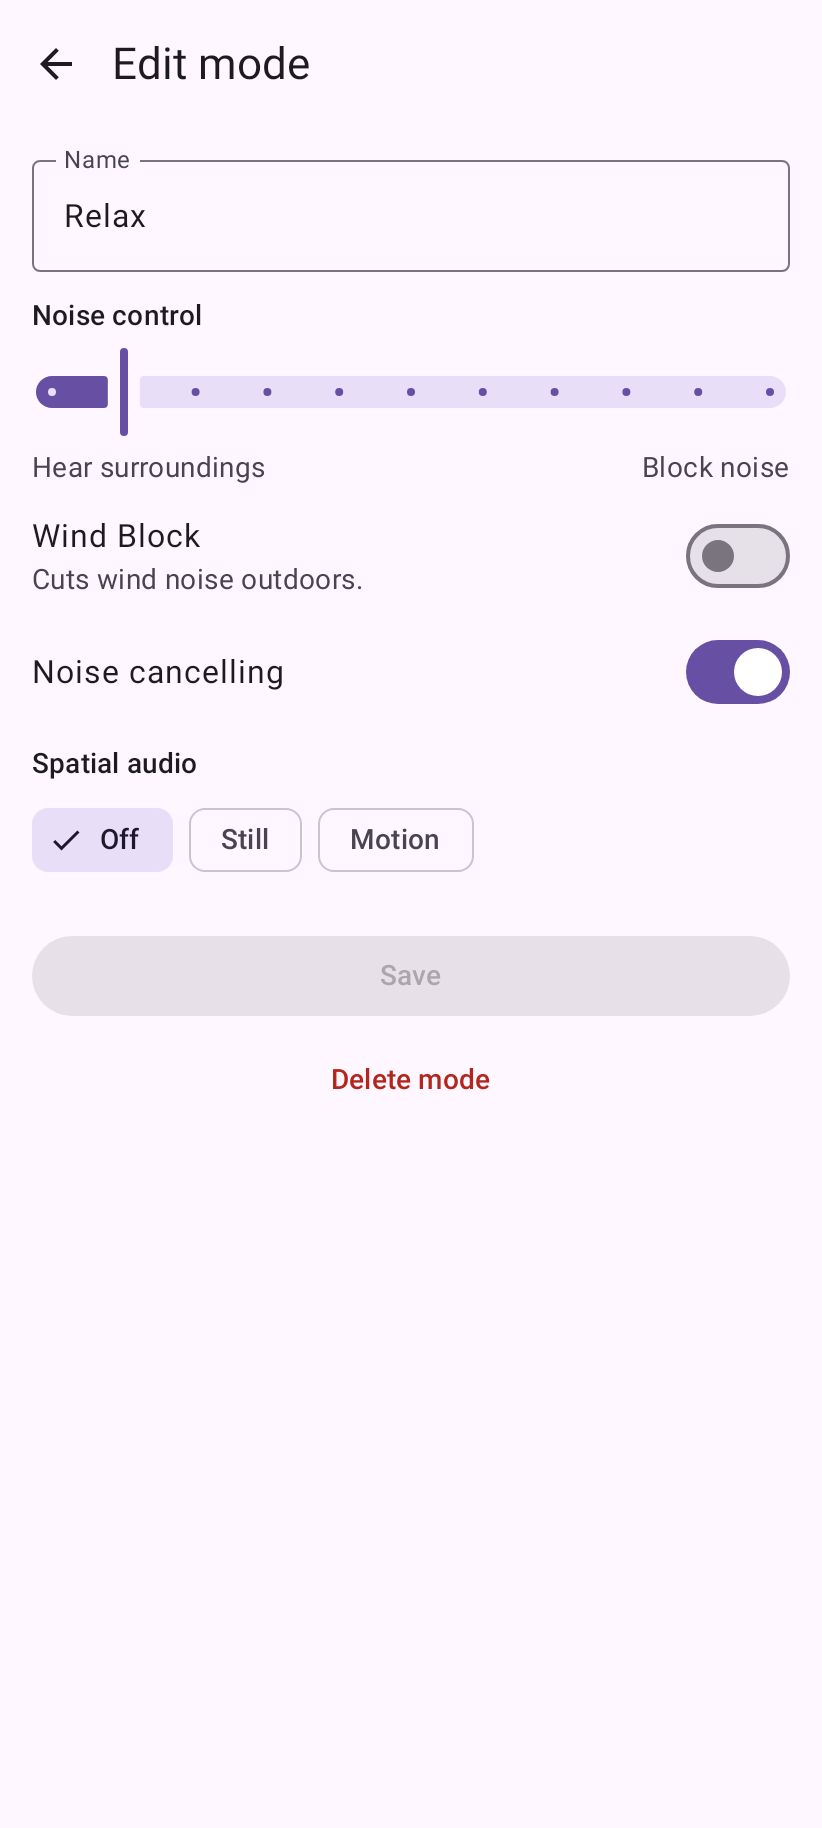 Edit mode
Name
Relax
Noise control
Hear surroundings
Block noise
Wind Block
Cuts wind noise outdoors.
Noise cancelling
Spatial audio
Off
Still
Motion
Save
Delete mode